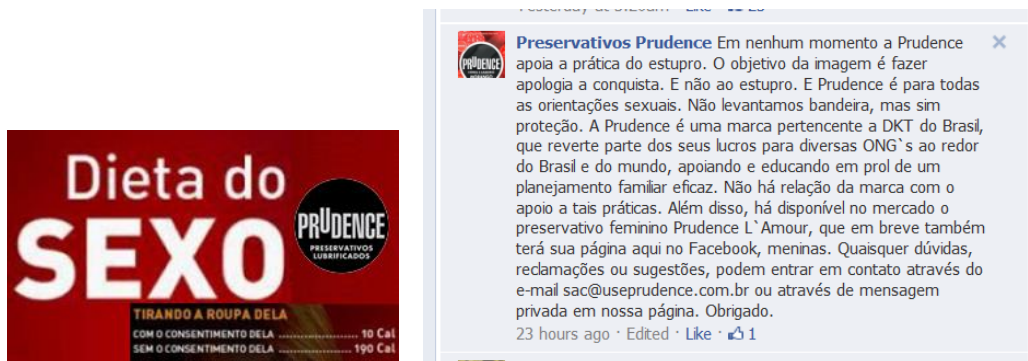 Dieta do
SEXO
PRUDENCE
PRESERVATIVOS
LUBRIFICADOS
TIRANDO A ROUPA DELA
COM O CONSENTIMENTO DELA .................... 10 Cal
SEM O CONSENTIMENTO DELA .................. 190 Cal
PRUDENCE
Preservativos Prudence Em nenhum momento a Prudence
apoia a prática do estupro. O objetivo da imagem é fazer
apologia a conquista. E não ao estupro. E Prudence é para todas
as orientações sexuais. Não levantamos bandeira, mas sim
proteção. A Prudence é uma marca pertencente a DKT do Brasil,
que reverte parte dos seus lucros para diversas ONG`s ao redor
do Brasil e do mundo, apoiando e educando em prol de um
planejamento familiar eficaz. Não há relação da marca com o
apoio a tais práticas. Além disso, há disponível no mercado o
preservativo feminino Prudence L`Amour, que em breve também
terá sua página aqui no Facebook, meninas. Quaisquer dúvidas,
reclamações ou sugestões, podem entrar em contato através do
e-mail sac@useprudence.com.br ou através de mensagem
privada em nossa página. Obrigado.
23 hours ago · Edited · Like · 1